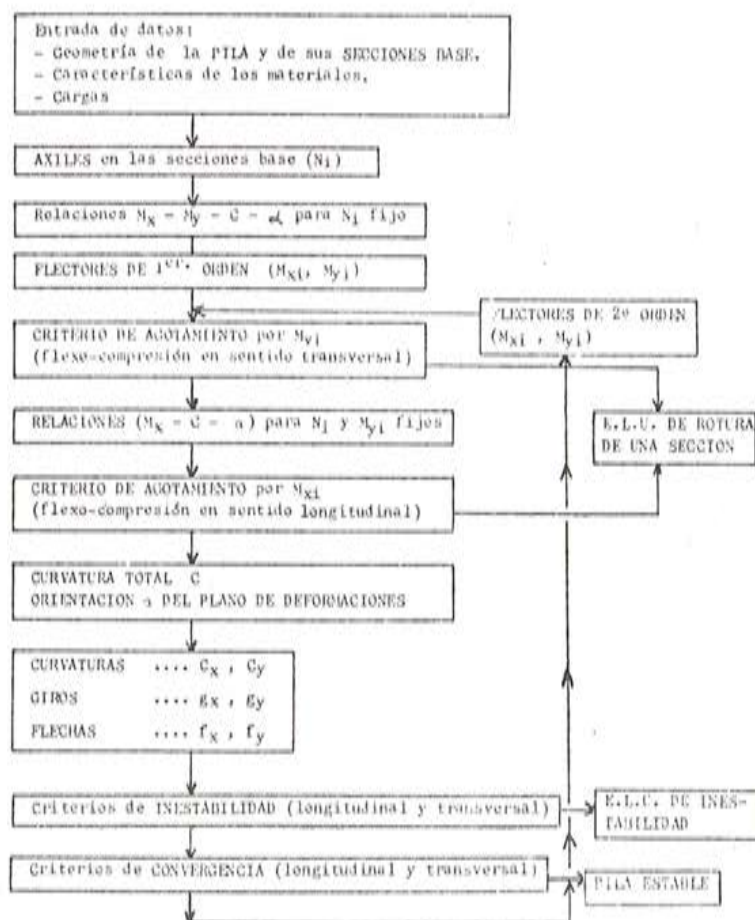 Entrada de datos:
- Geometría de la PILA y de sus SECCIONES BASE.
- Características de los materiales.
- Cargas
AXILES en las secciones base (Ni)
Relaciones Mx - My - C - α para Ni fijo
FLECTORES DE 1er. ORDEN (Mxi, Myi)
FLECTORES DE 2º ORDEN
(Mxi , Myi)
CRITERIO DE AGOTAMIENTO por Myi
(flexo-compresión en sentido transversal)
RELACIONES (Mx - C - α) para Ni y Myi fijos
E.L.U. DE ROTURA
DE UNA SECCION
CRITERIO DE AGOTAMIENTO por Mxi
(flexo-compresión en sentido longitudinal)
CURVATURA TOTAL C
ORIENTACION α DEL PLANO DE DEFORMACIONES
CURVATURAS .... Cx , Cy
GIROS .... gx , gy
FLECHAS .... fx , fy
Criterios de INESTABILIDAD (longitudinal y transversal)
E.L.U. DE INES-
TABILIDAD
Criterios de CONVERGENCIA (longitudinal y transversal)
PILA ESTABLE